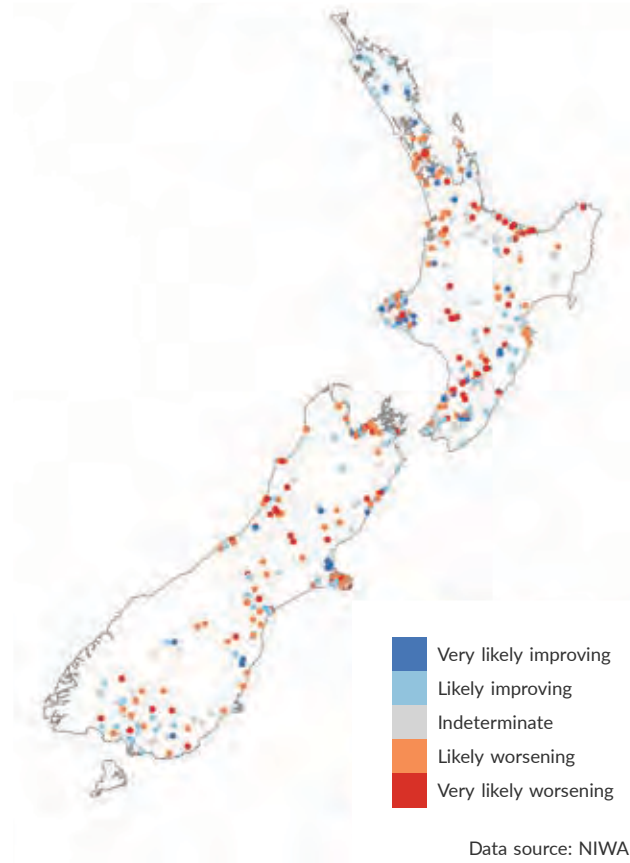 Very likely improving
Likely improving
Indeterminate
Likely worsening
Very likely worsening
Data source: NIWA